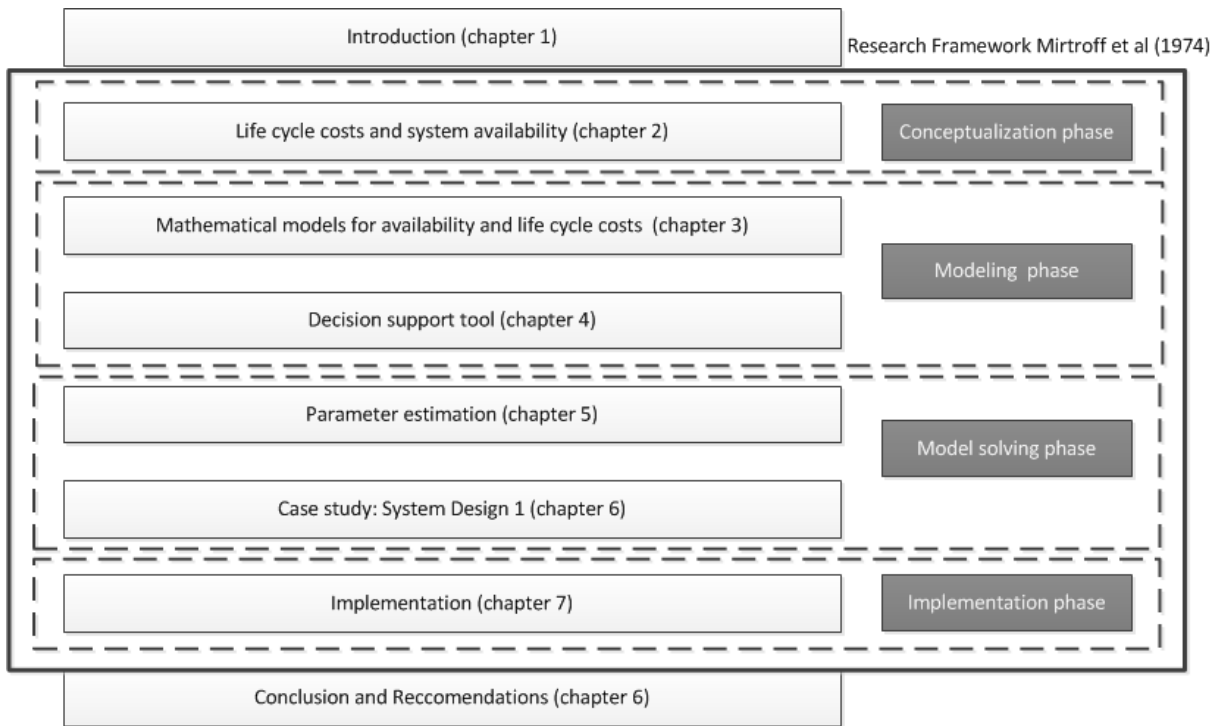 Introduction (chapter 1)
Research Framework Mirtroff et al (1974)
Life cycle costs and system availability (chapter 2)
Conceptualization phase
Mathematical models for availability and life cycle costs (chapter 3)
Modeling phase
Decision support tool (chapter 4)
Parameter estimation (chapter 5)
Model solving phase
Case study: System Design 1 (chapter 6)
Implementation (chapter 7)
Implementation phase
Conclusion and Reccomendations (chapter 6)